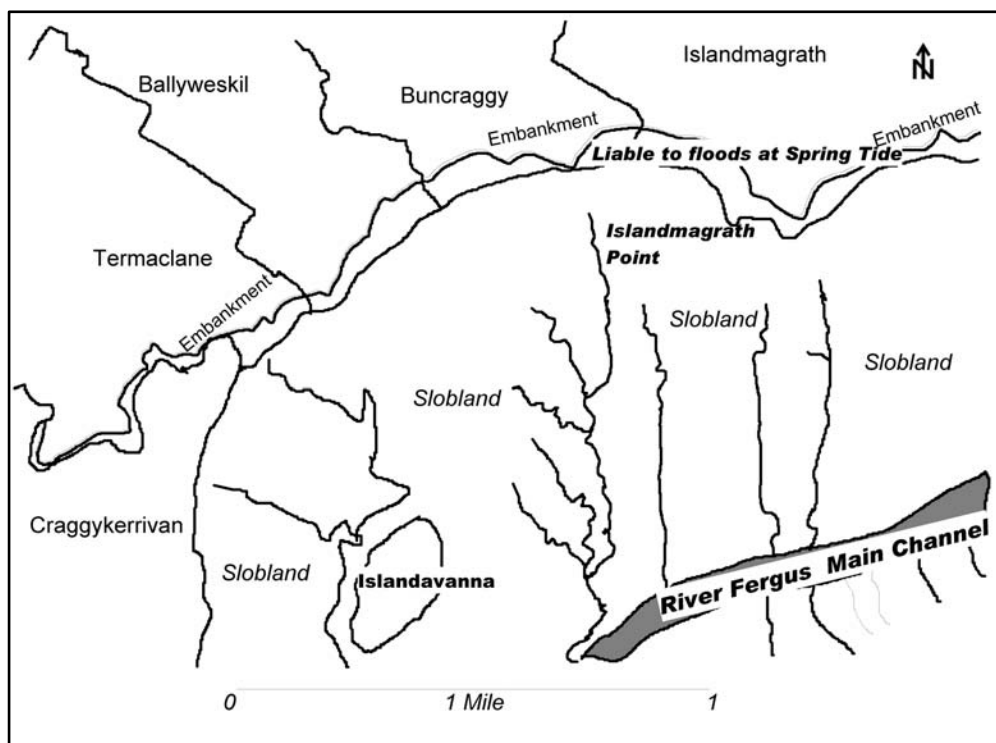 Islandmagrath
N
Ballyweskil
Buncraggy
Embankment
Embankment
Liable to floods at Spring Tide
Islandmagrath
Point
Termaclane
Embankment
Slobland
Slobland
Slobland
Craggykerrivan
Slobland
Islandavanna
River Fergus Main Channel
0 1 Mile 1